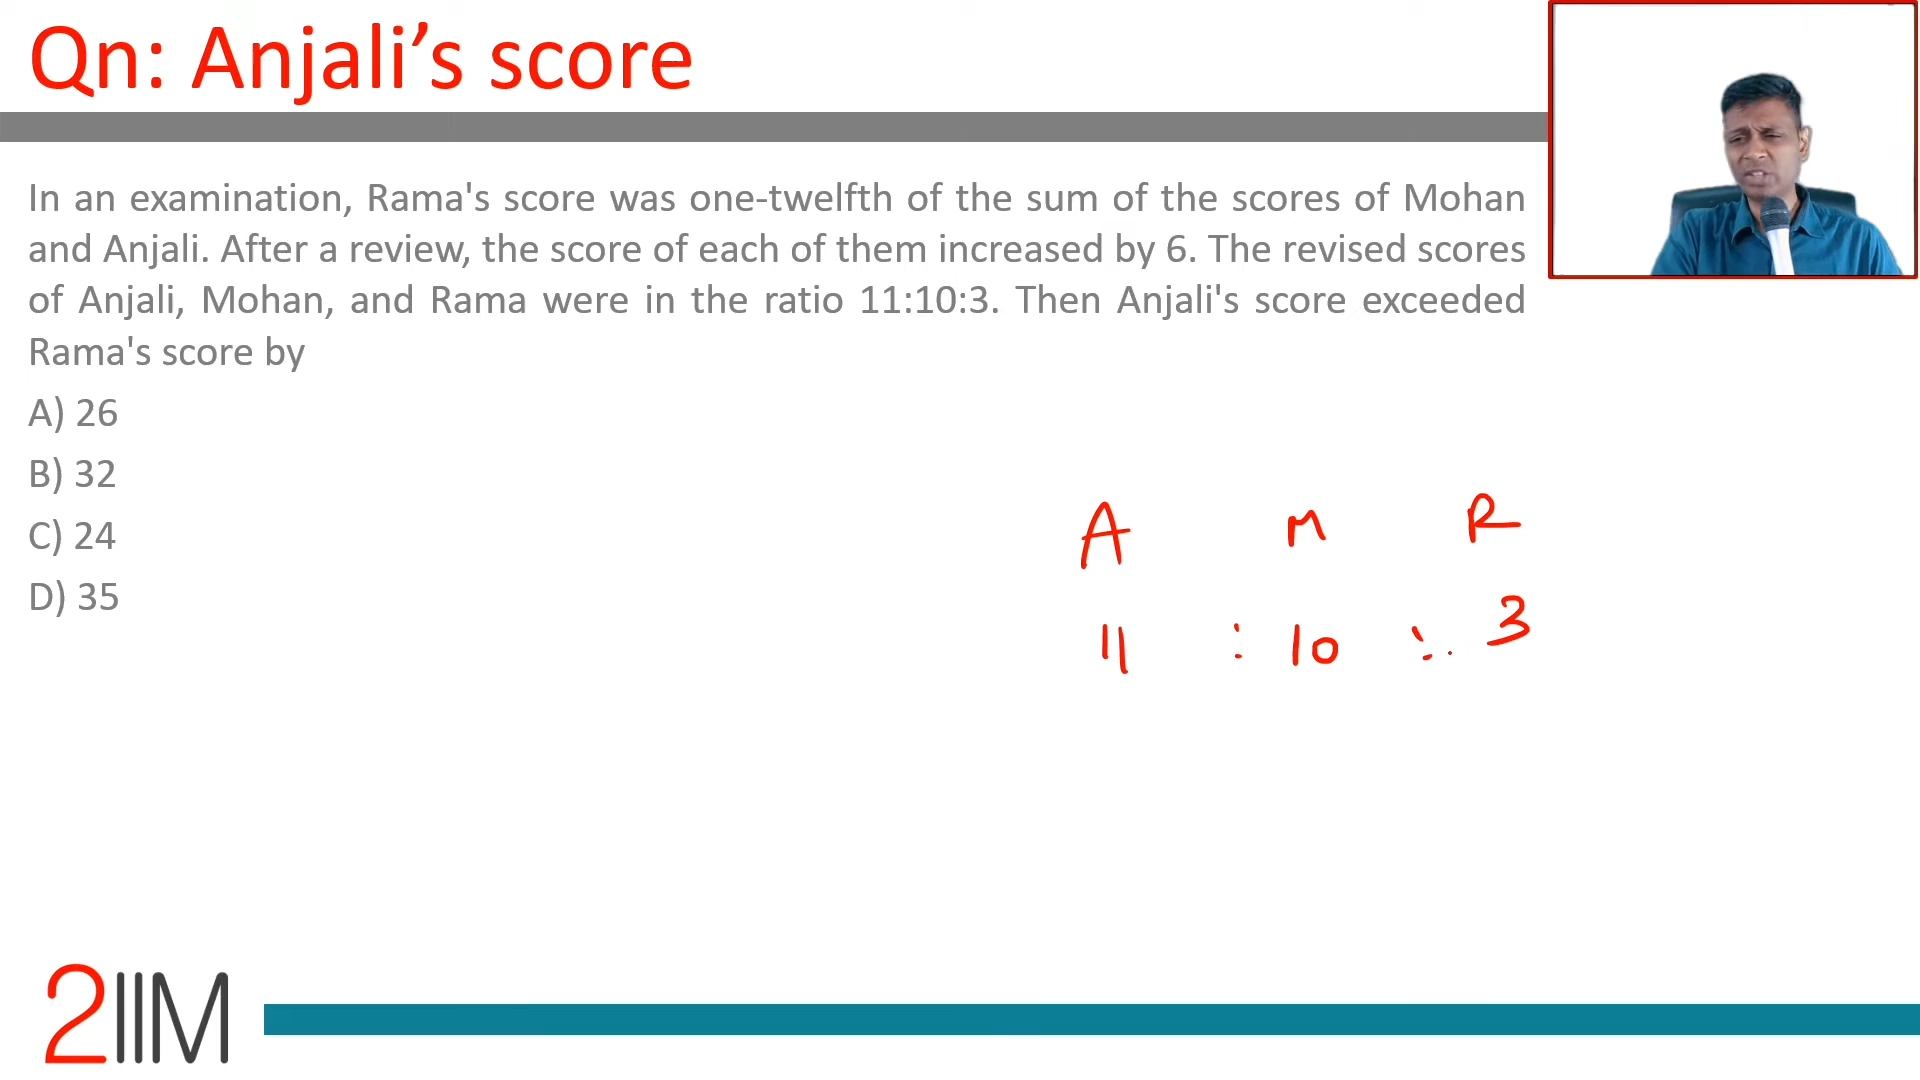 Qn: Anjali’s score
In an examination, Rama's score was one-twelfth of the sum of the scores of Mohan
and Anjali. After a review, the score of each of them increased by 6. The revised scores
of Anjali, Mohan, and Rama were in the ratio 11:10:3. Then Anjali's score exceeded
Rama's score by
A) 26
B) 32
C) 24
D) 35
A M R
11 : 10 : 3
2IIM